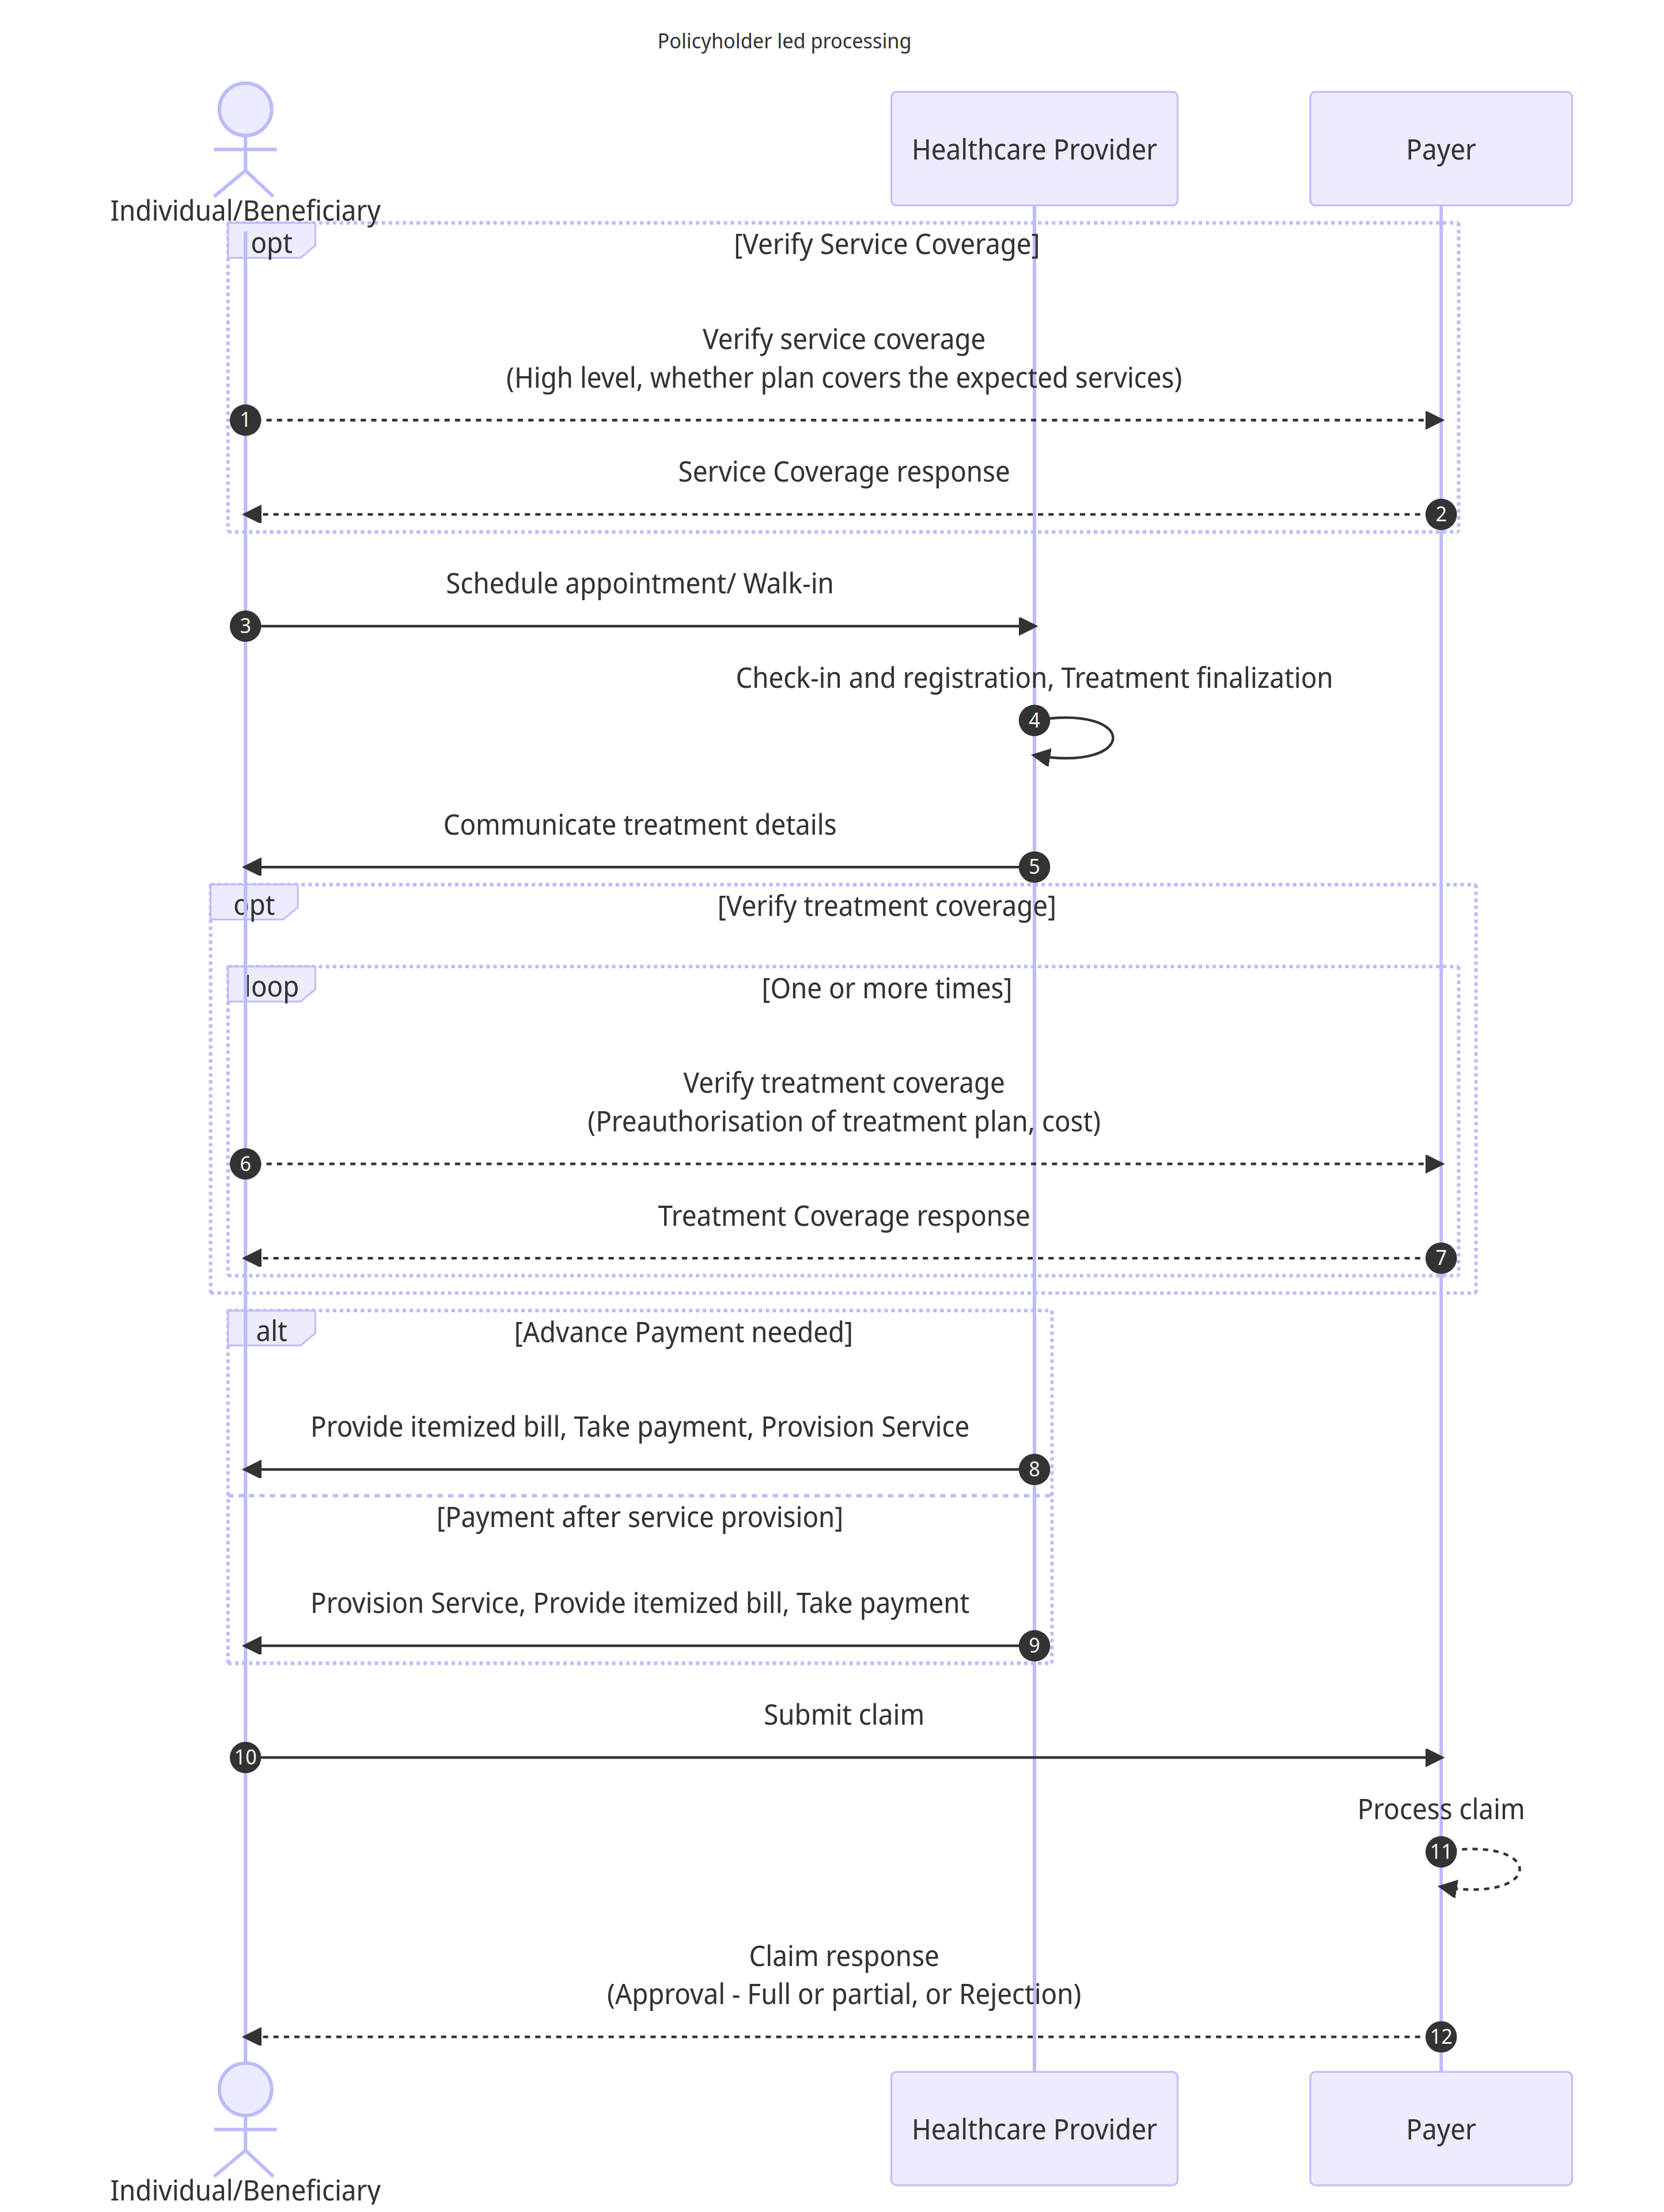 Policyholder led processing
Individual/Beneficiary
Healthcare Provider
Payer
opt
[Verify Service Coverage]
Verify service coverage
(High level, whether plan covers the expected services)
1
Service Coverage response
2
Schedule appointment/ Walk-in
3
Check-in and registration, Treatment finalization
4
Communicate treatment details
5
opt
[Verify treatment coverage]
loop
[One or more times]
Verify treatment coverage
(Preauthorisation of treatment plan, cost)
6
Treatment Coverage response
7
alt
[Advance Payment needed]
Provide itemized bill, Take payment, Provision Service
8
[Payment after service provision]
Provision Service, Provide itemized bill, Take payment
9
Submit claim
10
Process claim
11
Claim response
(Approval - Full or partial, or Rejection)
12
Individual/Beneficiary
Healthcare Provider
Payer